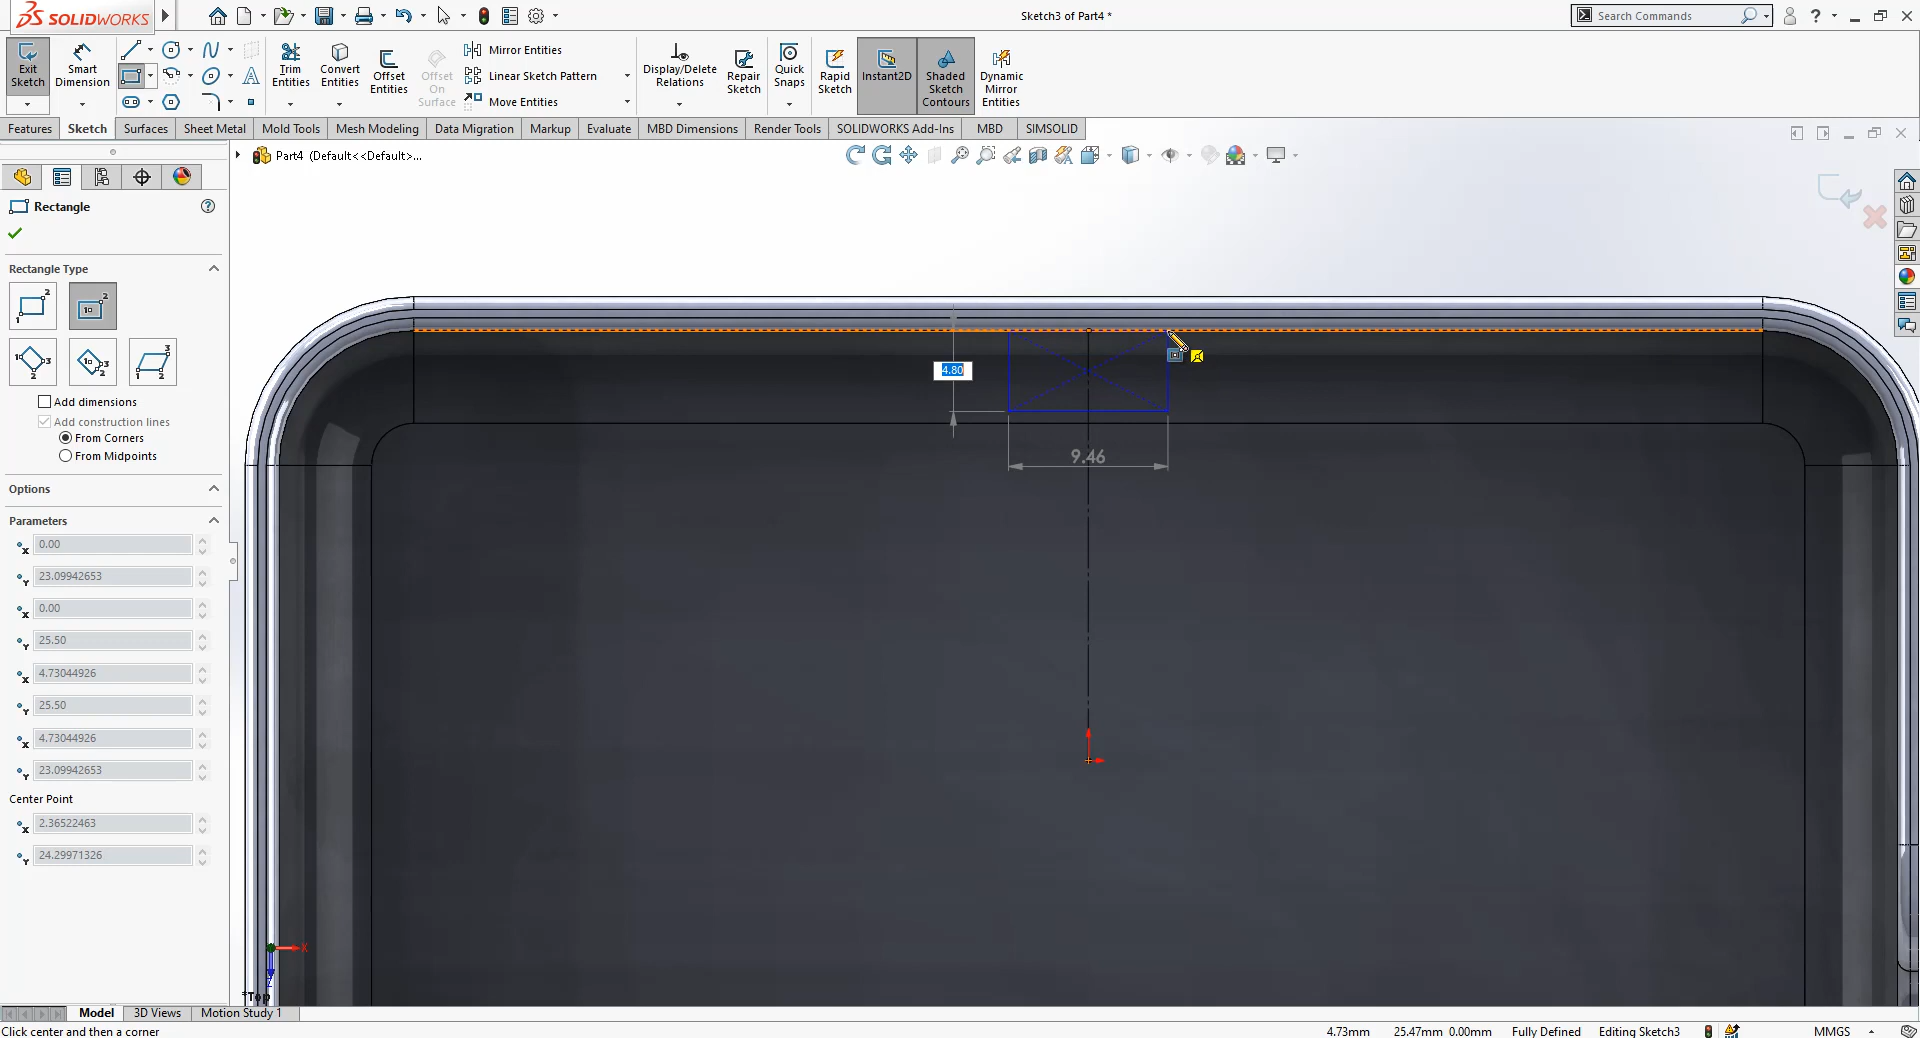 SOLIDWORKS
Sketch3 of Part4 *
Search Commands
Exit Sketch
Smart Dimension
Trim Entities
Convert Entities
Offset Entities
Offset On Surface
Mirror Entities
Linear Sketch Pattern
Move Entities
Display/Delete Relations
Repair Sketch
Quick Snaps
Rapid Sketch
Instant2D
Shaded Sketch Contours
Dynamic Mirror Entities
Features
Sketch
Surfaces
Sheet Metal
Mold Tools
Mesh Modeling
Data Migration
Markup
Evaluate
MBD Dimensions
Render Tools
SOLIDWORKS Add-Ins
MBD
SIMSOLID
Part4 (Default<<Default>...
Rectangle
Rectangle Type
Add dimensions
Add construction lines
From Corners
From Midpoints
Options
Parameters
x 0.00
Y 23.09942653
x 0.00
Y 25.50
x 4.73044926
Y 25.50
x 4.73044926
Y 23.09942653
Center Point
x 2.36522463
Y 24.29971326
4.80
9.46
X
Z
*Top
Model
3D Views
Motion Study 1
Click center and then a corner
4.73mm
25.47mm 0.00mm
Fully Defined
Editing Sketch3
MMGS